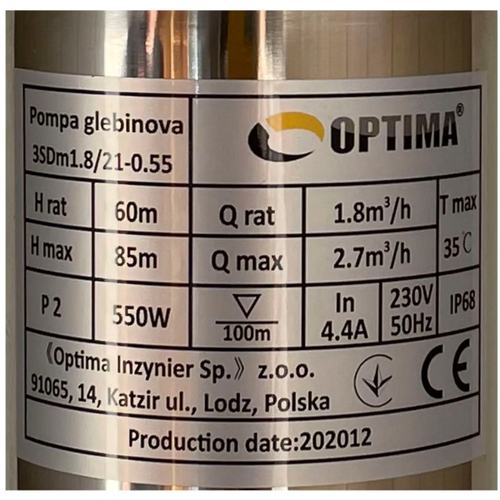 Pompa glebinova
3SDm1.8/21-0.55
OPTIMA®
H rat 60m Q rat 1.8m³/h T max
H max 85m Q max 2.7m³/h 35℃
P 2 550W 100m In 4.4A 230V 50Hz IP68
《Optima Inzynier Sp.》 z.o.o.
91065, 14, Katzir ul., Lodz, Polska
CE
Production date:202012